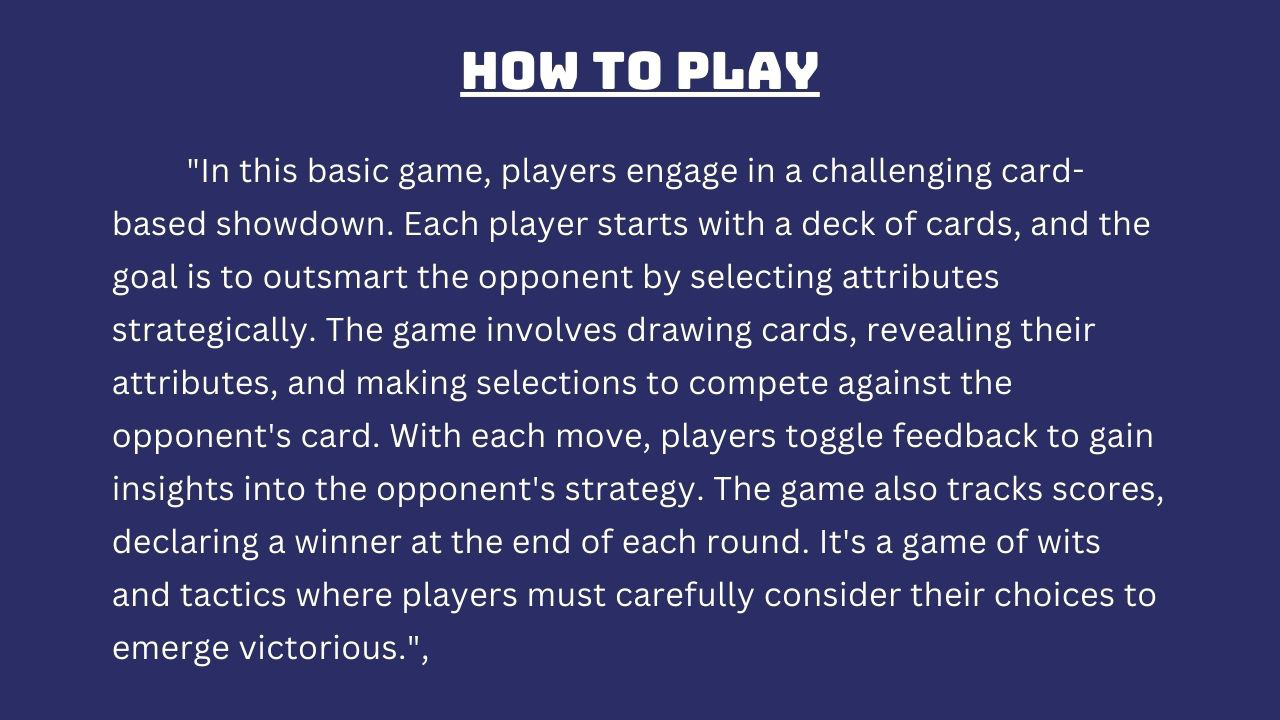 HOW TO PLAY
"In this basic game, players engage in a challenging card-
based showdown. Each player starts with a deck of cards, and the
goal is to outsmart the opponent by selecting attributes
strategically. The game involves drawing cards, revealing their
attributes, and making selections to compete against the
opponent's card. With each move, players toggle feedback to gain
insights into the opponent's strategy. The game also tracks scores,
declaring a winner at the end of each round. It's a game of wits
and tactics where players must carefully consider their choices to
emerge victorious.",